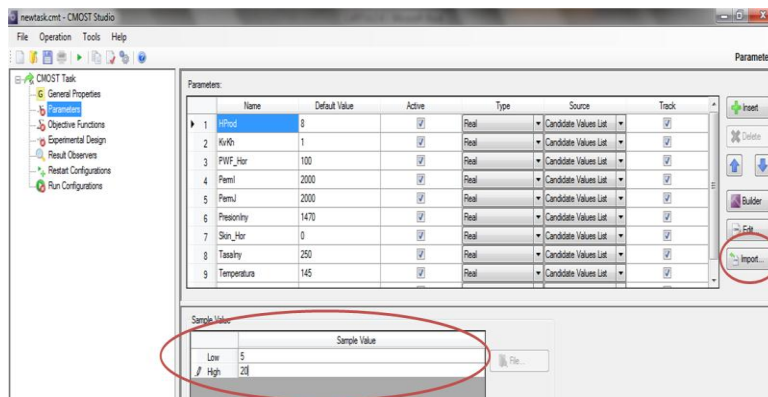 newtask.cmt - CMOST Studio
File Operation Tools Help
Paramete
CMOST Task
G General Properties
Parameters
Objective Functions
Experimental Design
Result Observers
Restart Configurations
Run Configurations
Parameters:
Name Default Value Active Type Source Track
1 HProd 8 Real Candidate Values List
2 KvKh 1 Real Candidate Values List
3 PWF_Hor 100 Real Candidate Values List
4 PermI 2000 Real Candidate Values List
5 PermJ 2000 Real Candidate Values List
6 PresionIny 1470 Real Candidate Values List
7 Skin_Hor 0 Real Candidate Values List
8 TasaIny 250 Real Candidate Values List
9 Temperatura 145 Real Candidate Values List
Insert
Delete
Builder
Edit
Import...
Sample Value
Sample Value
Low 5
High 20
File...